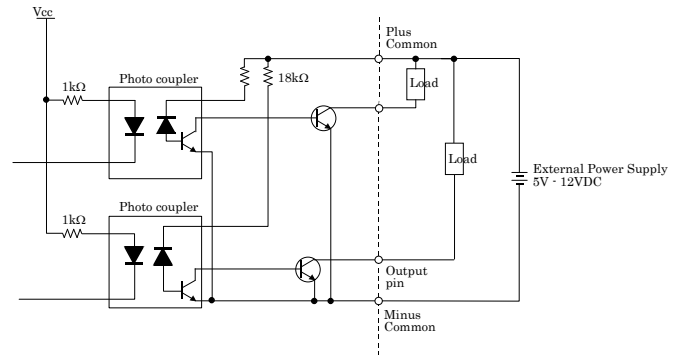 Vcc
Plus
Common
1kΩ
Photo coupler
18kΩ
Load
Load
External Power Supply
5V - 12VDC
Photo coupler
1kΩ
Output
pin
Minus
Common